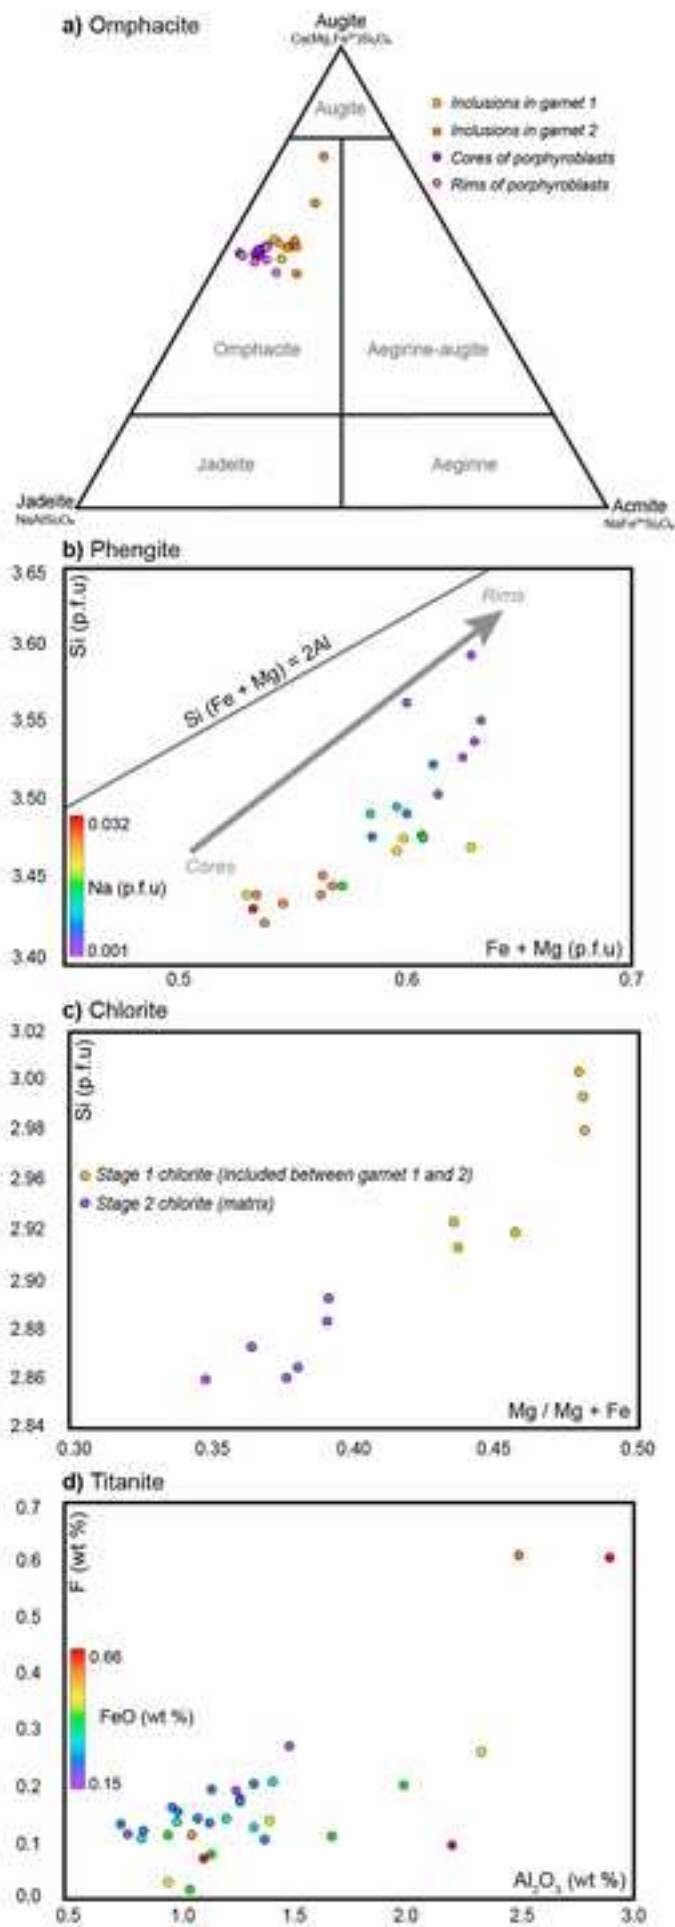 a) Omphacite
Augite
Augite
Inclusions in garnet 1
Inclusions in garnet 2
Cores of porphyroblasts
Rims of porphyroblasts
Omphacite
Aegirine-augite
Jadeite
Aegirine
Jadeite
Acmite
b) Phengite
Si (p.f.u)
3.65
3.60
3.55
3.50
3.45
3.40
Rims
Si (Fe + Mg) = 2Al
Cores
0.032
Na (p.f.u)
0.001
Fe + Mg (p.f.u)
0.5 0.6 0.7
c) Chlorite
Si (p.f.u)
3.02
3.00
2.98
2.96
2.94
2.92
2.90
2.88
2.86
2.84
Stage 1 chlorite (included between garnet 1 and 2)
Stage 2 chlorite (matrix)
Mg / Mg + Fe
0.30 0.35 0.40 0.45 0.50
d) Titanite
F (wt %)
0.7
0.6
0.5
0.4
0.3
0.2
0.1
0.0
0.66
FeO (wt %)
0.15
Al₂O₃ (wt %)
0.5 1.0 1.5 2.0 2.5 3.0